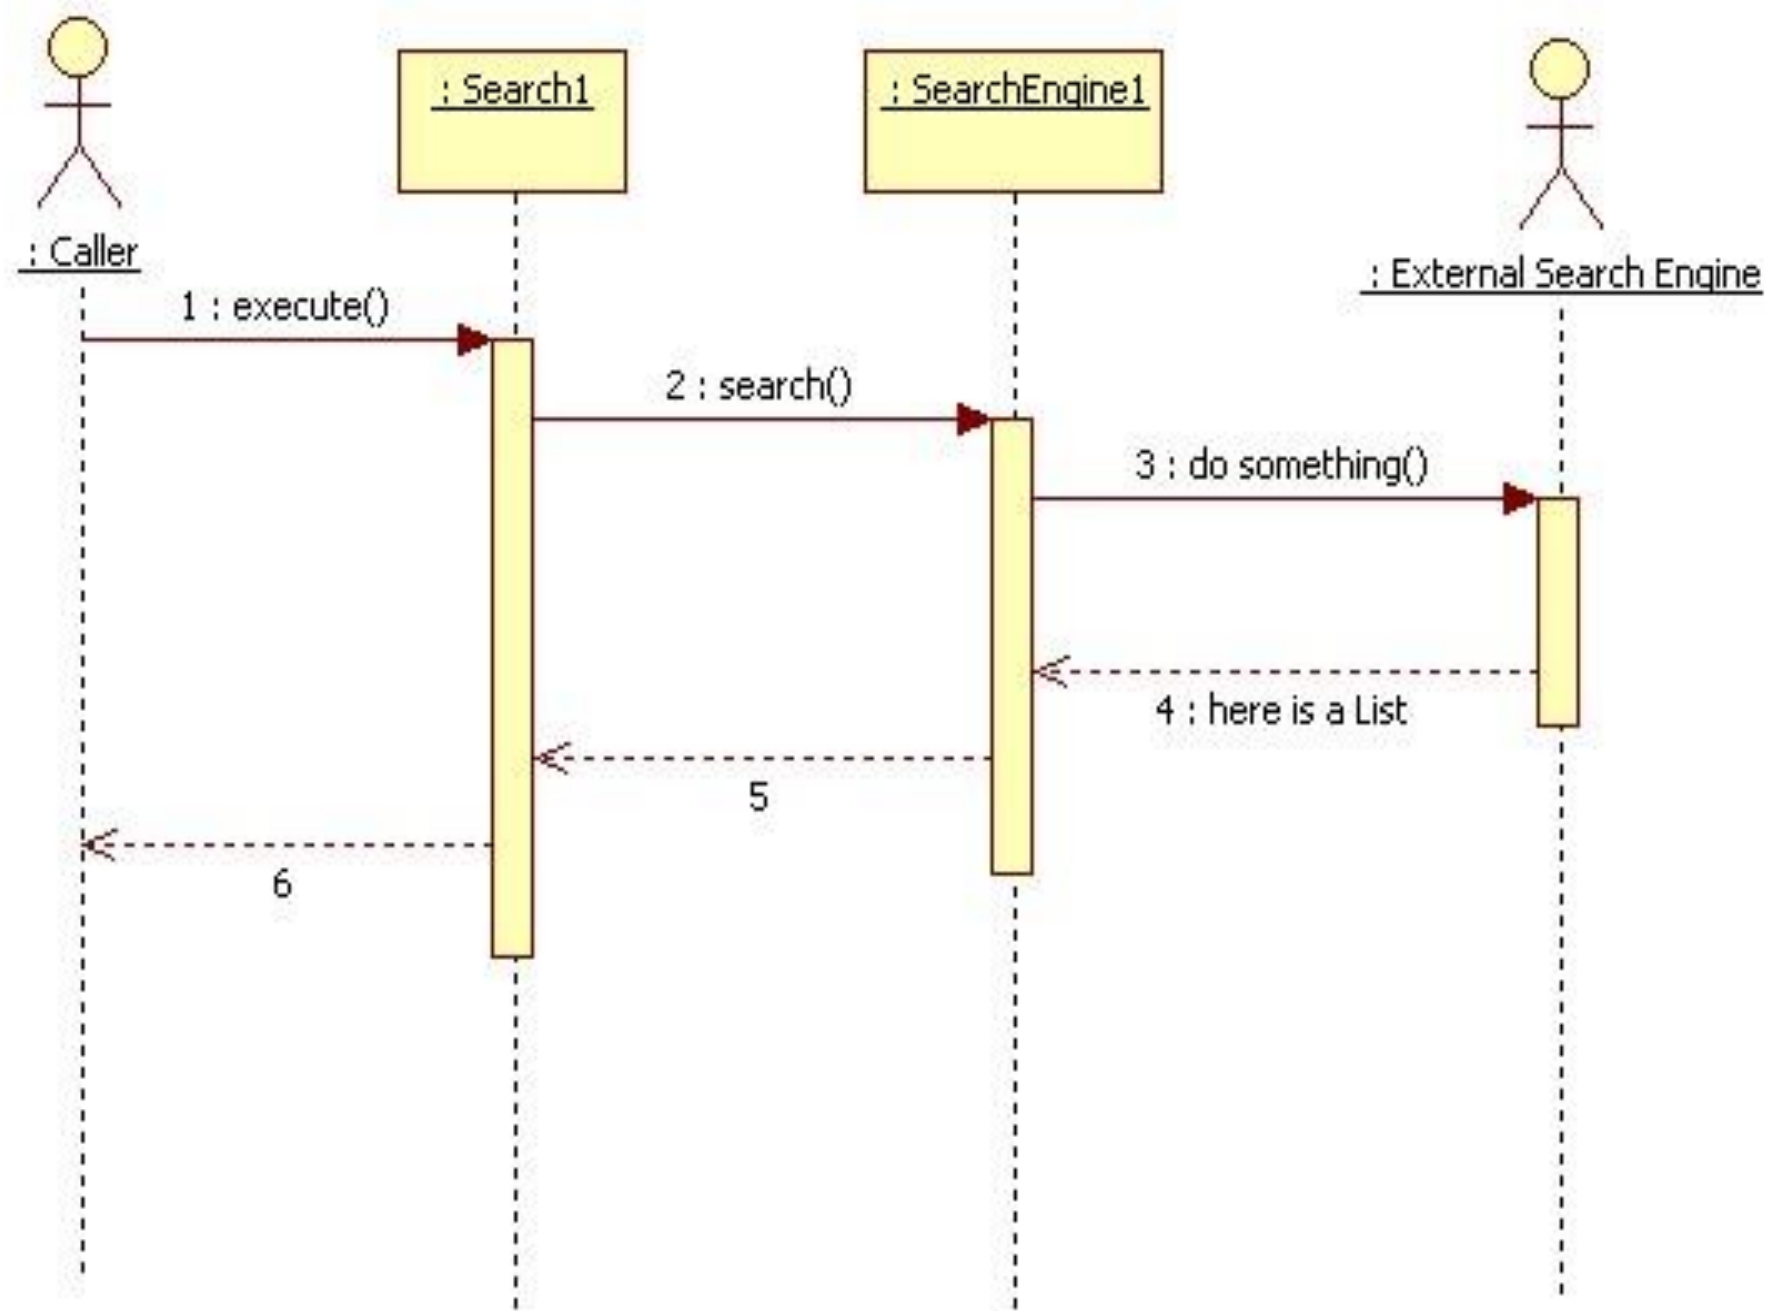 : Search1
: SearchEngine1
: Caller
: External Search Engine
1 : execute()
2 : search()
3 : do something()
4 : here is a List
5
6